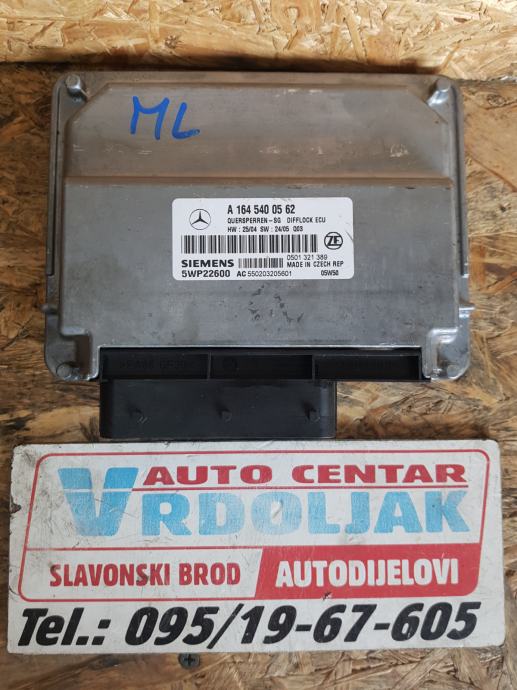 ML
A 164 540 05 62
QUERSPERREN-SG DIFFLOCK ECU
HW : 25/04 SW : 24/05 Q03
ZF
0501 321 389
SIEMENS MADE IN CZECH REP
5WP22600 AC 550203205601 05W50
AUTO CENTAR
VRDOLJAK
SLAVONSKI BROD AUTODIJELOVI
Tel.: 095/19-67-605